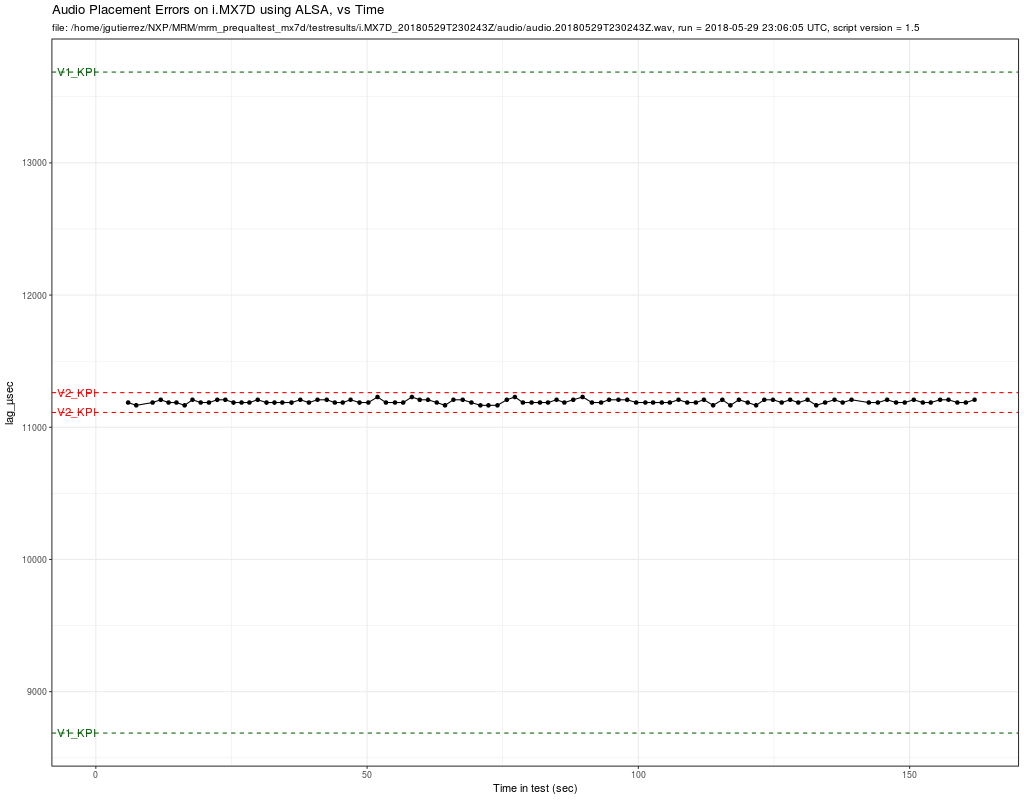 Audio Placement Errors on i.MX7D using ALSA, vs Time
file: /home/jgutierrez/NXP/MRM/mrm_prequaltest_mx7d/testresults/i.MX7D_20180529T230243Z/audio/audio.20180529T230243Z.wav, run = 2018-05-29 23:06:05 UTC, script version = 1.5
V1_KPI
13000
12000
V2_KPI
V2_KPI
11000
lag_µsec
10000
9000
V1_KPI
0 50 100 150
Time in test (sec)